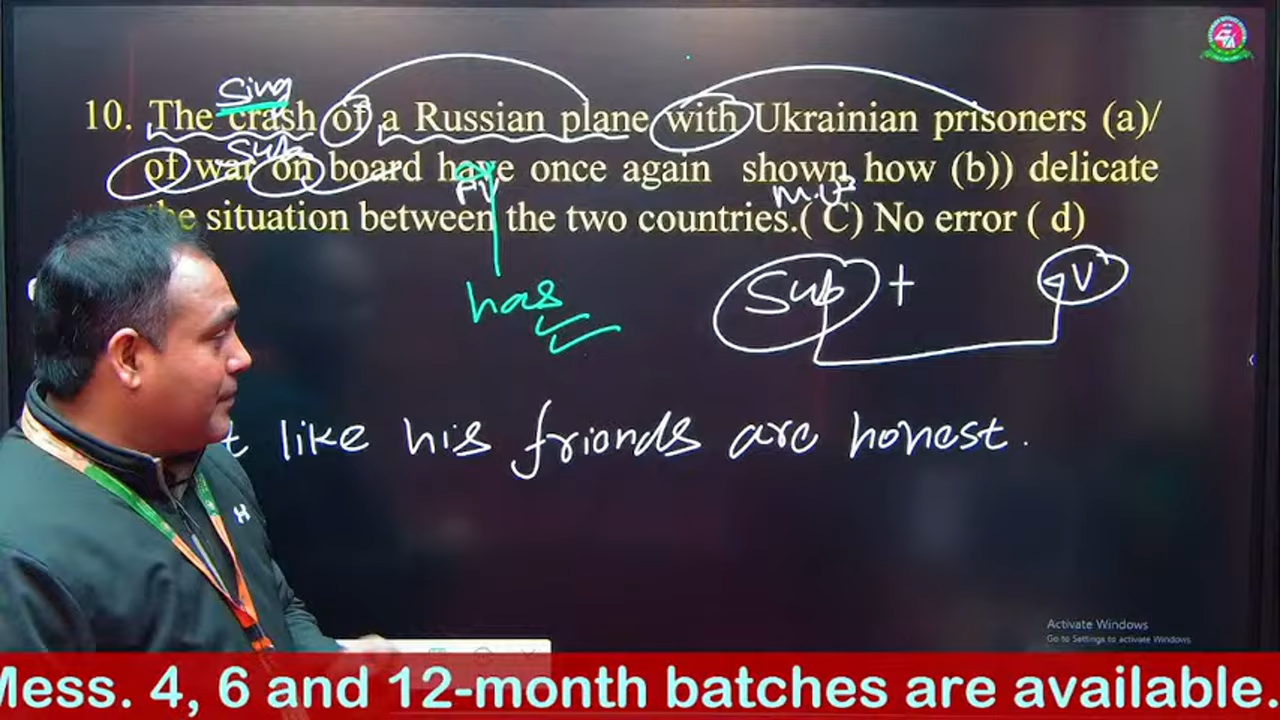 Sing
10. The crash of a Russian plane with Ukrainian prisoners (a)/
Sub
of war on board have once again shown how (b)) delicate
the situation between the two countries.( C) No error ( d)
has
Sub + V
like his friends are honest.
Activate Windows
Go to Settings to activate Windows.
Mess. 4, 6 and 12-month batches are available.